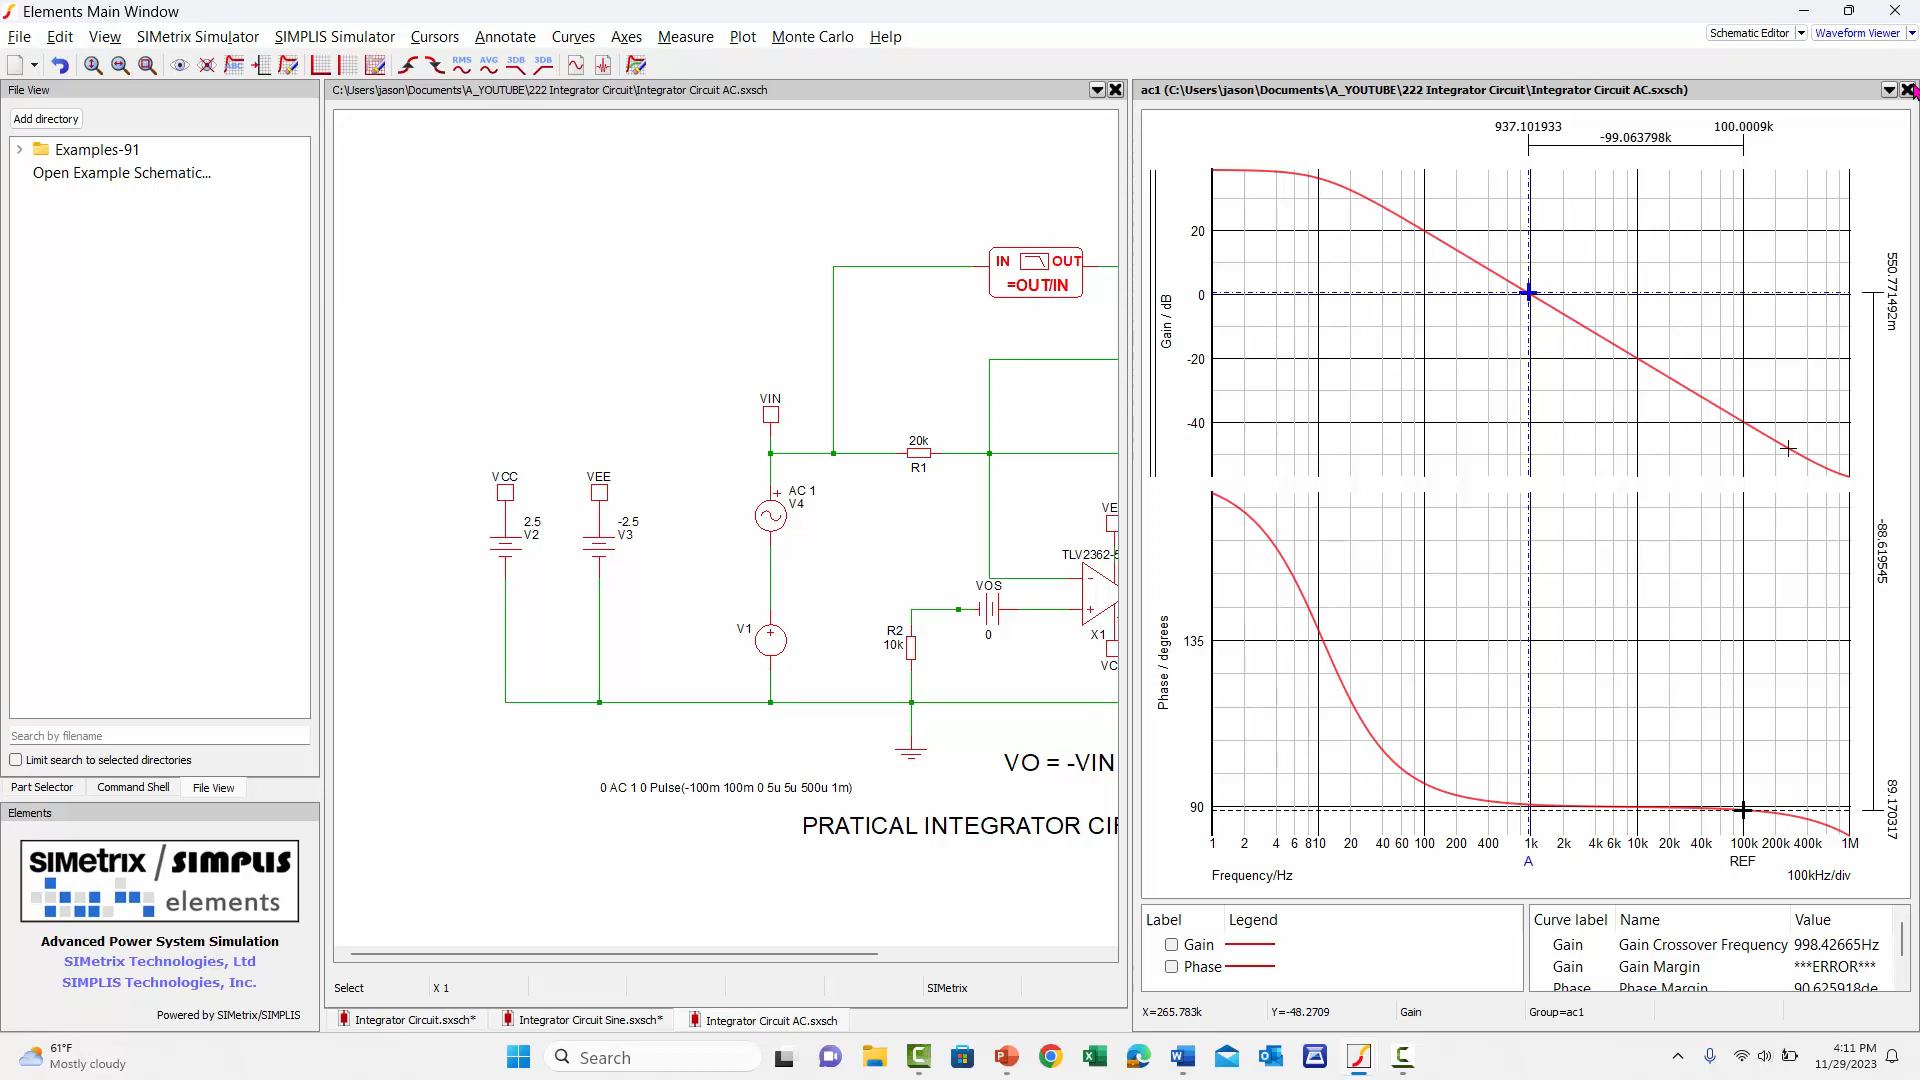 Elements Main Window
File Edit View SIMetrix Simulator SIMPLIS Simulator Cursors Annotate Curves Axes Measure Plot Monte Carlo Help
Schematic Editor Waveform Viewer
RMS AVG 3DB 3DB
File View
C:\Users\jason\Documents\A_YOUTUBE\222 Integrator Circuit\Integrator Circuit AC.sxsch
ac1 (C:\Users\jason\Documents\A_YOUTUBE\222 Integrator Circuit\Integrator Circuit AC.sxsch)
Add directory
Examples-91
Open Example Schematic...
Search by filename
Limit search to selected directories
Part Selector Command Shell File View
Elements
SIMetrix/SIMPLIS
elements
Advanced Power System Simulation
SIMetrix Technologies, Ltd
SIMPLIS Technologies, Inc.
Powered by SIMetrix/SIMPLIS
IN OUT
=OUT/IN
VIN
20k
R1
VCC
VEE
2.5
V2
-2.5
V3
AC 1
V4
V1
VE
TLV2362-
VOS
0
R2
10k
X1
VC
VO = -VIN
0 AC 1 0 Pulse(-100m 100m 0 5u 5u 500u 1m)
PRATICAL INTEGRATOR CI
Select X 1 SIMetrix
Integrator Circuit.sxsch* Integrator Circuit Sine.sxsch* Integrator Circuit AC.sxsch
937.101933 100.0009k
-99.063798k
20
0
-20
-40
Gain / dB
550.771492m
-88.619545
89.170317
135
90
Phase / degrees
1 2 4 6 8 10 20 40 60 100 200 400 1k 2k 4k 6k 10k 20k 40k 100k 200k 400k 1M
A REF
Frequency/Hz 100kHz/div
Label Legend
Gain
Phase
Curve label Name Value
Gain Gain Crossover Frequency 998.42665Hz
Gain Gain Margin ***ERROR***
Phase Phase Margin 90.625918de
X=265.783k Y=-48.2709 Gain Group=ac1
61°F
Mostly cloudy
Search
4:11 PM
11/29/2023